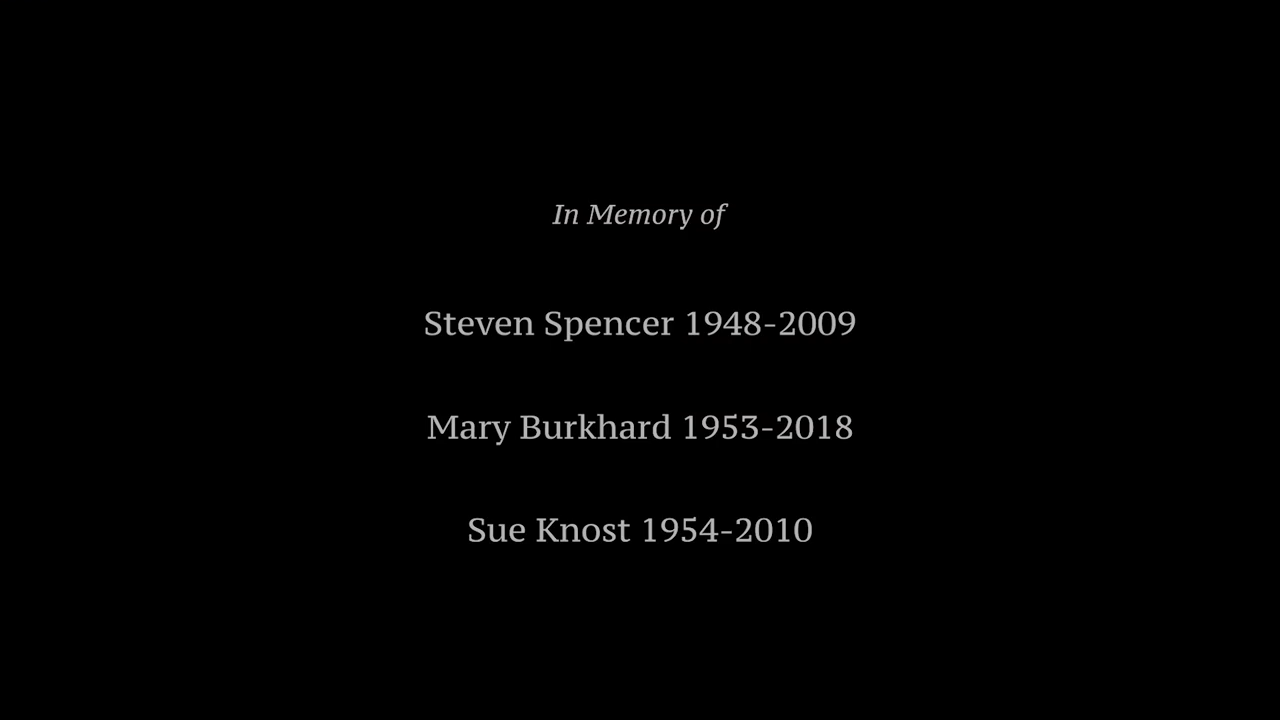 In Memory of
Steven Spencer 1948-2009
Mary Burkhard 1953-2018
Sue Knost 1954-2010